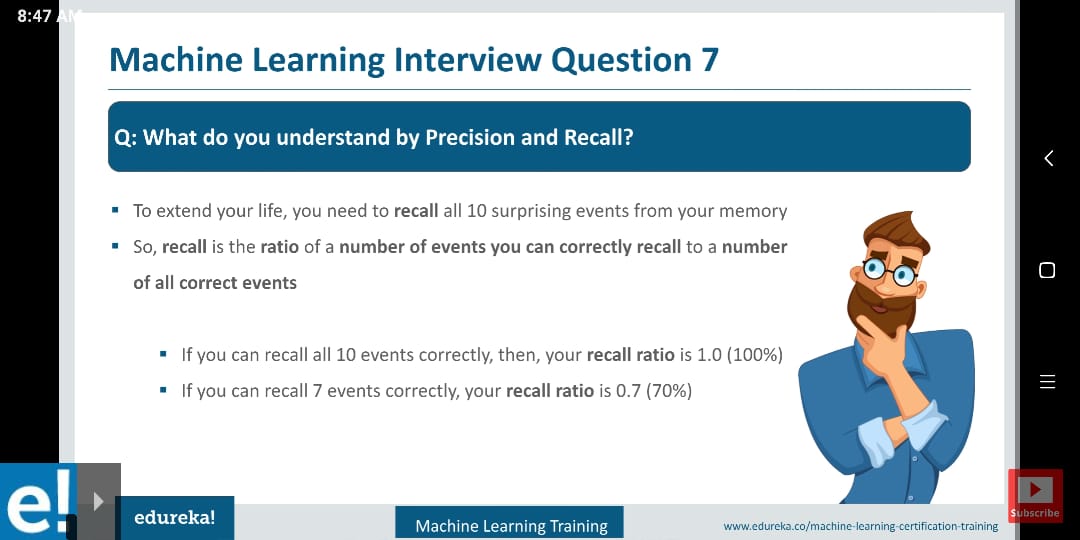 8:47 AM
Machine Learning Interview Question 7
Q: What do you understand by Precision and Recall?
▪ To extend your life, you need to recall all 10 surprising events from your memory
▪ So, recall is the ratio of a number of events you can correctly recall to a number
of all correct events
▪ If you can recall all 10 events correctly, then, your recall ratio is 1.0 (100%)
▪ If you can recall 7 events correctly, your recall ratio is 0.7 (70%)
e!
edureka!
Machine Learning Training
www.edureka.co/machine-learning-certification-training
Subscribe